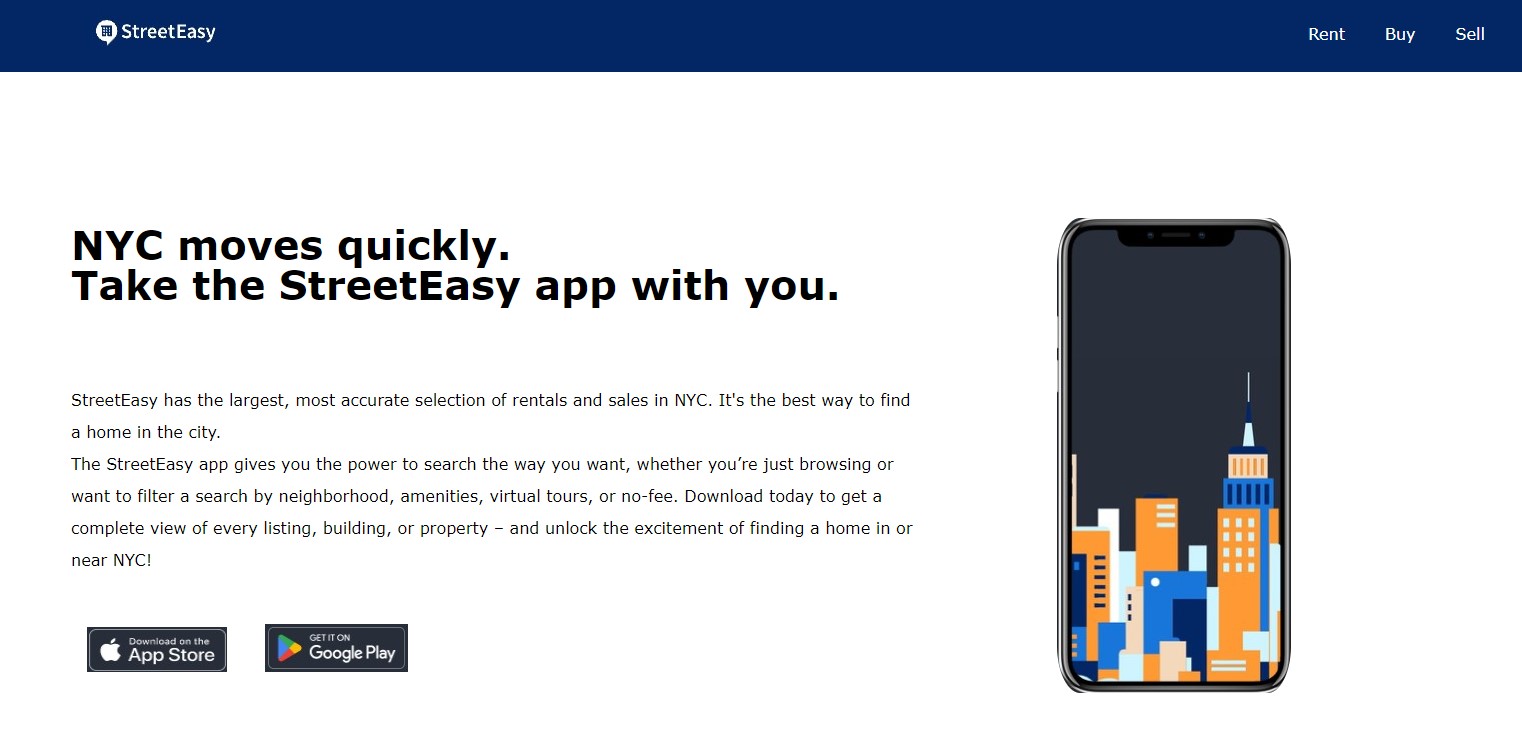 StreetEasy
Rent Buy Sell
NYC moves quickly.
Take the StreetEasy app with you.
StreetEasy has the largest, most accurate selection of rentals and sales in NYC. It's the best way to find
a home in the city.
The StreetEasy app gives you the power to search the way you want, whether you’re just browsing or
want to filter a search by neighborhood, amenities, virtual tours, or no-fee. Download today to get a
complete view of every listing, building, or property – and unlock the excitement of finding a home in or
near NYC!
Download on the
App Store
GET IT ON
Google Play